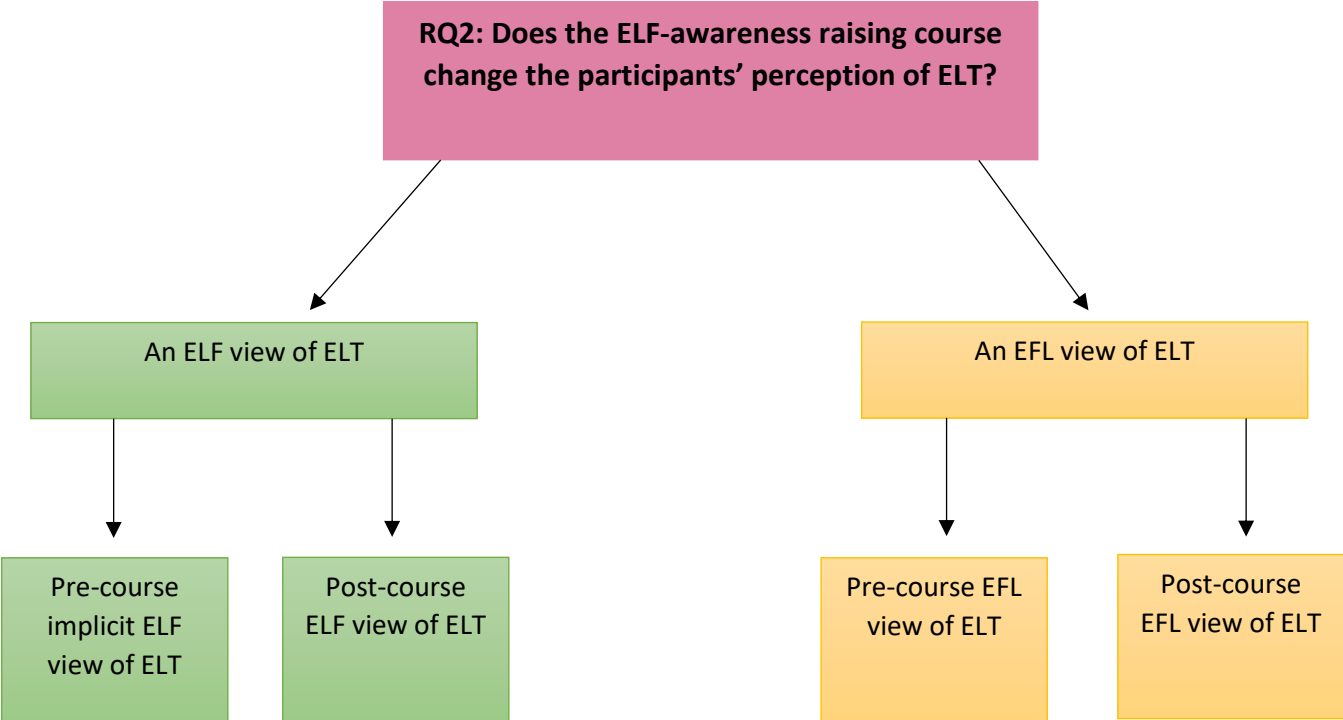 RQ2: Does the ELF-awareness raising course
change the participants’ perception of ELT?
An ELF view of ELT
An EFL view of ELT
Pre-course
implicit ELF
view of ELT
Post-course
ELF view of ELT
Pre-course EFL
view of ELT
Post-course
EFL view of ELT